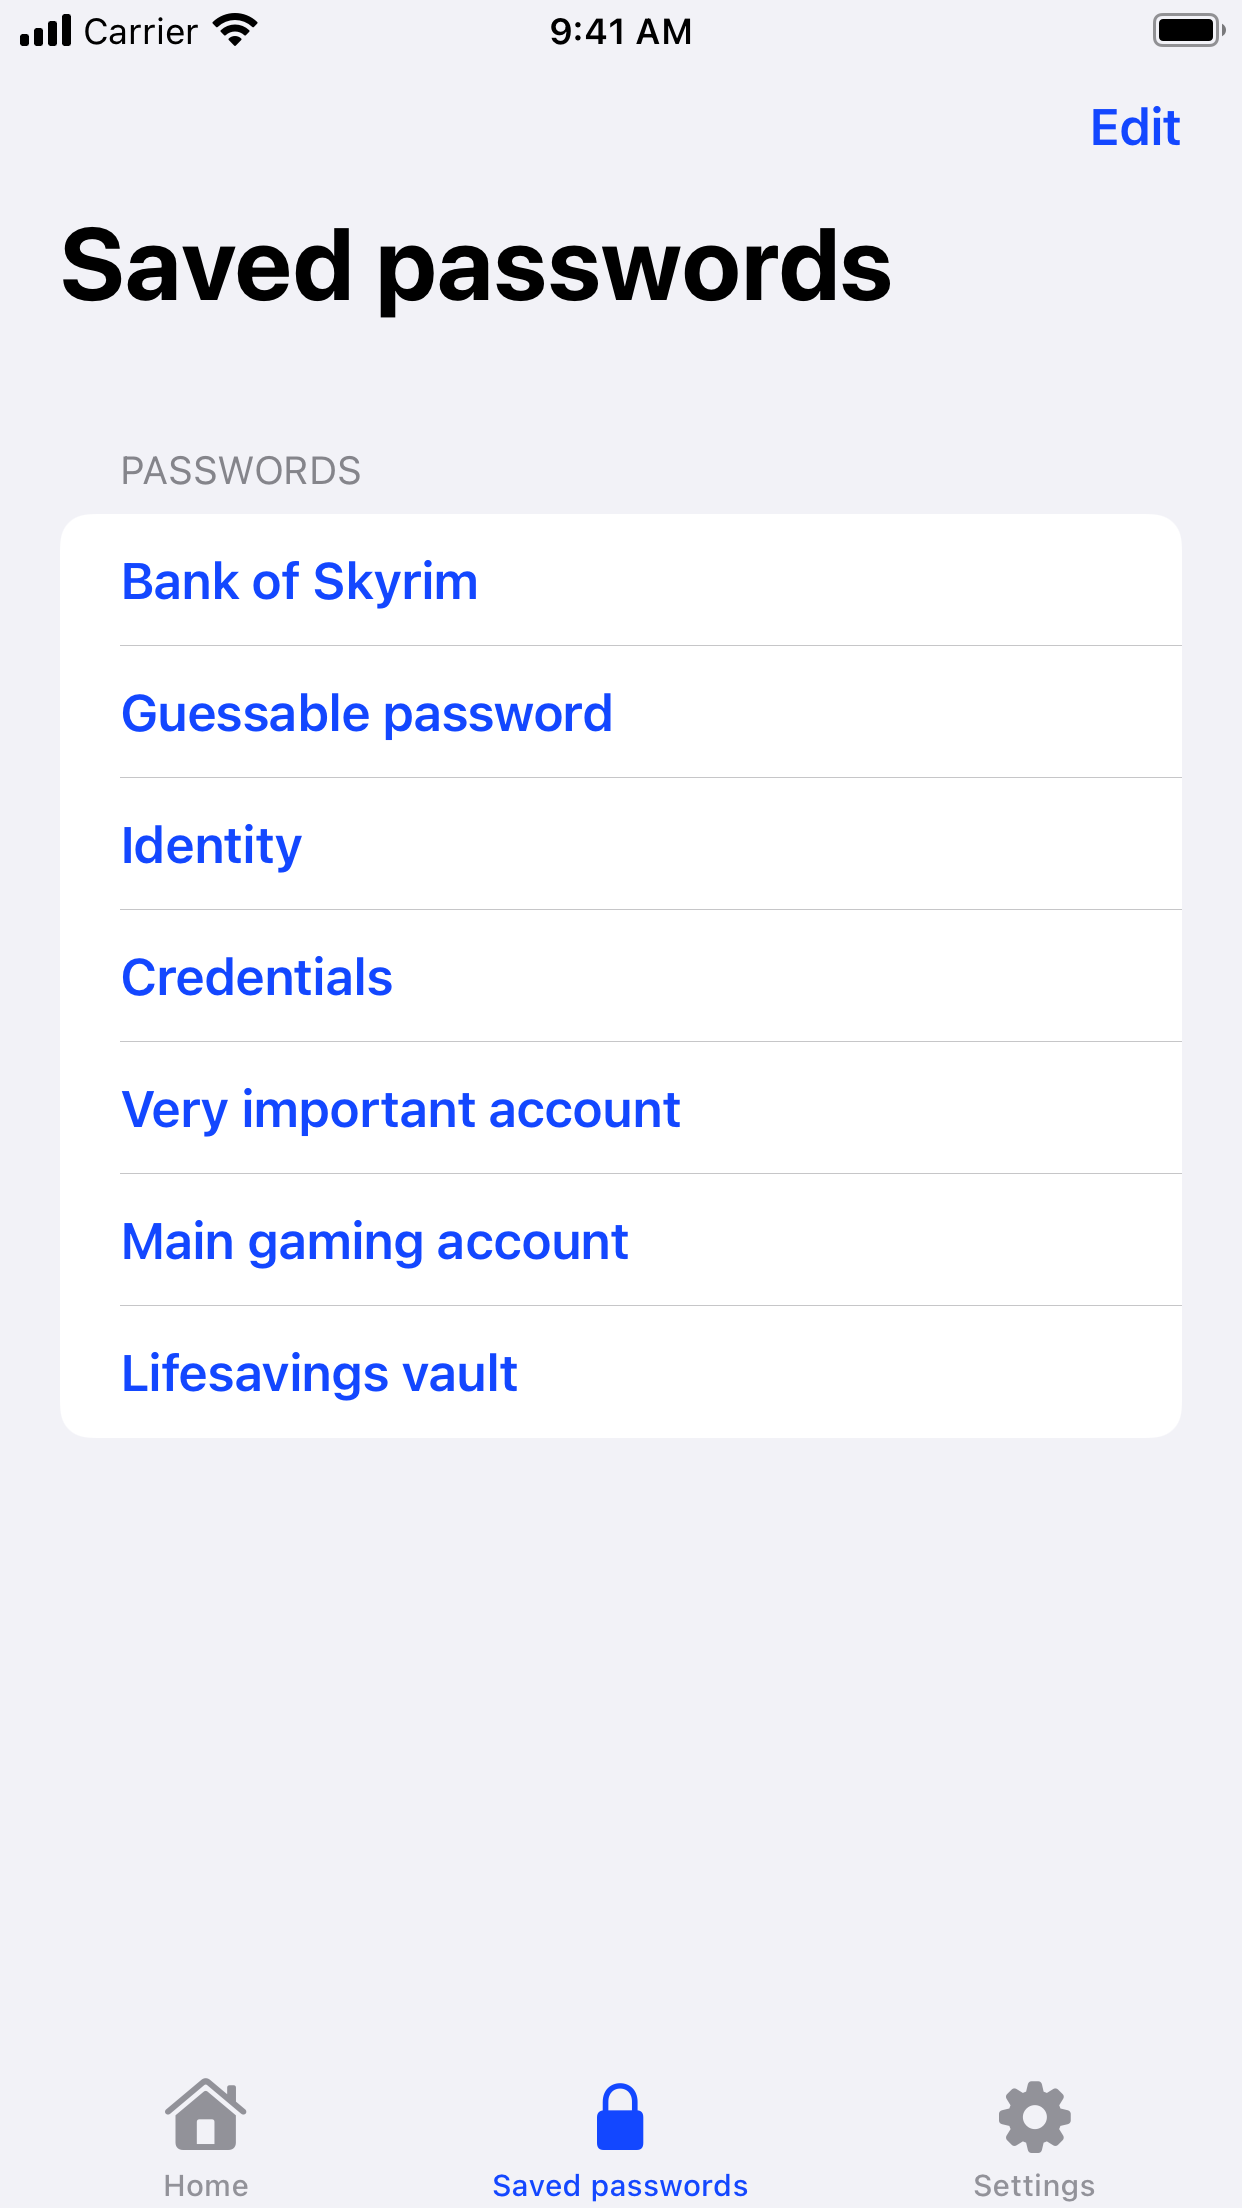 Carrier 9:41 AM
Edit
Saved passwords
PASSWORDS
Bank of Skyrim
Guessable password
Identity
Credentials
Very important account
Main gaming account
Lifesavings vault
Home Saved passwords Settings